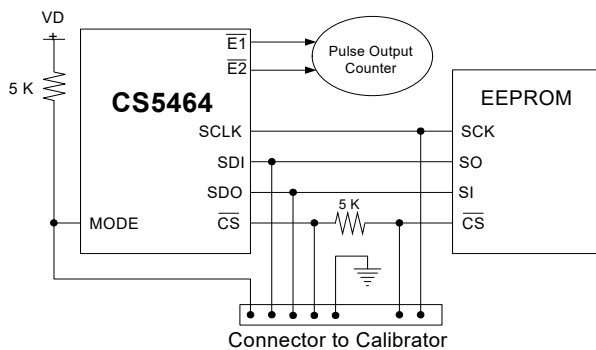 VD
+
5 K
CS5464
E1
E2
Pulse Output
Counter
EEPROM
SCLK
SCK
SDI
SO
SDO
SI
5 K
MODE
CS
CS
Connector to Calibrator